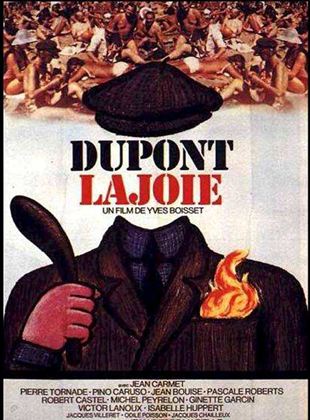 DUPONT
LAJOIE
UN FILM DE YVES BOISSET
avec JEAN CARMET
PIERRE TORNADE • PINO CARUSO • JEAN BOUISE • PASCALE ROBERTS
ROBERT CASTEL • MICHEL PEYRELON • GINETTE GARCIN
VICTOR LANOUX • ISABELLE HUPPERT
JACQUES VILLERET • ODILE POISSON • JACQUES CHAILLEUX